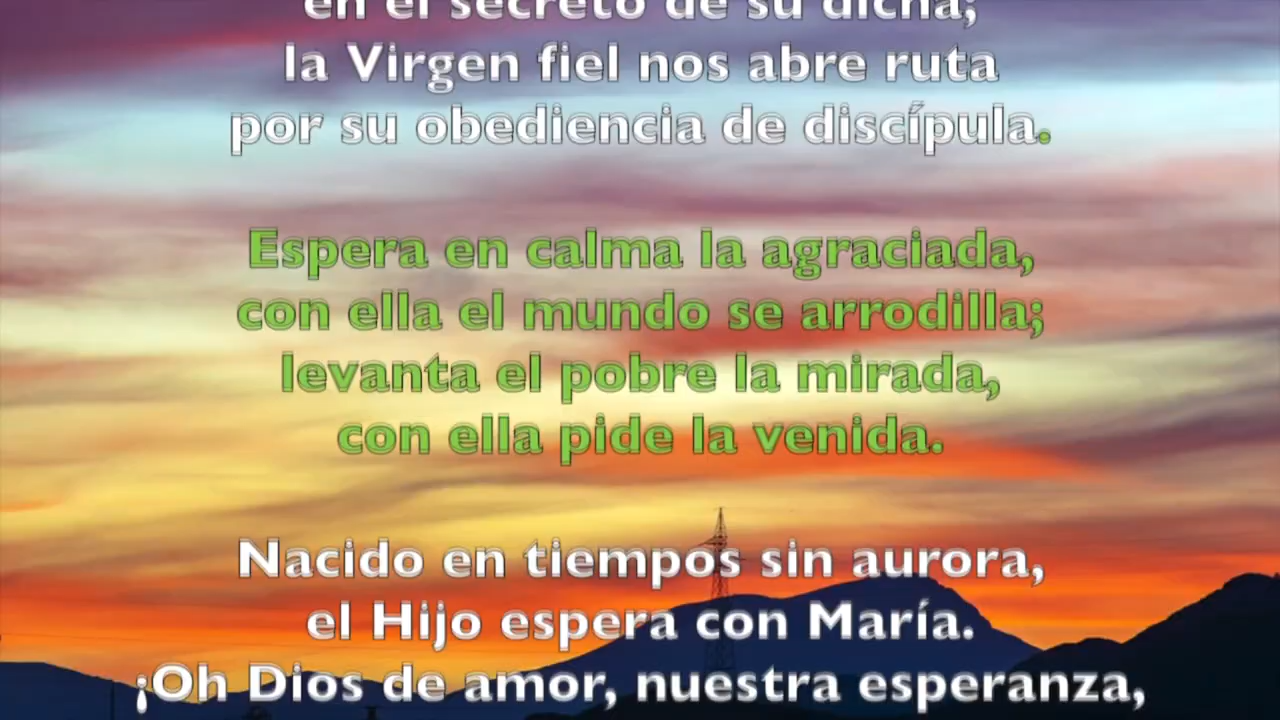 en el secreto de su dicha;
la Virgen fiel nos abre ruta
por su obediencia de discípula.
Espera en calma la agraciada,
con ella el mundo se arrodilla;
levanta el pobre la mirada,
con ella pide la venida.
Nacido en tiempos sin aurora,
el Hijo espera con María.
¡Oh Dios de amor, nuestra esperanza,